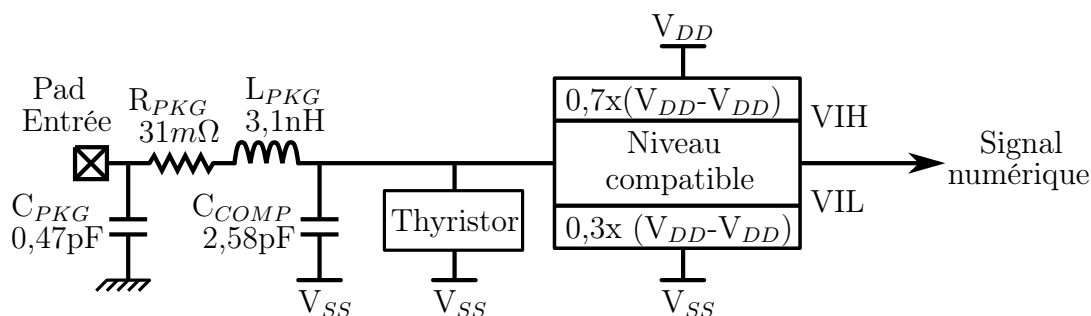 V_DD
Pad
Entrée
R_PKG
31mΩ
L_PKG
3,1nH
0,7x(V_DD-V_DD)
VIH
Niveau
compatible
Signal
numérique
C_PKG
0,47pF
C_COMP
2,58pF
Thyristor
VIL
0,3x (V_DD-V_DD)
V_SS
V_SS
V_SS